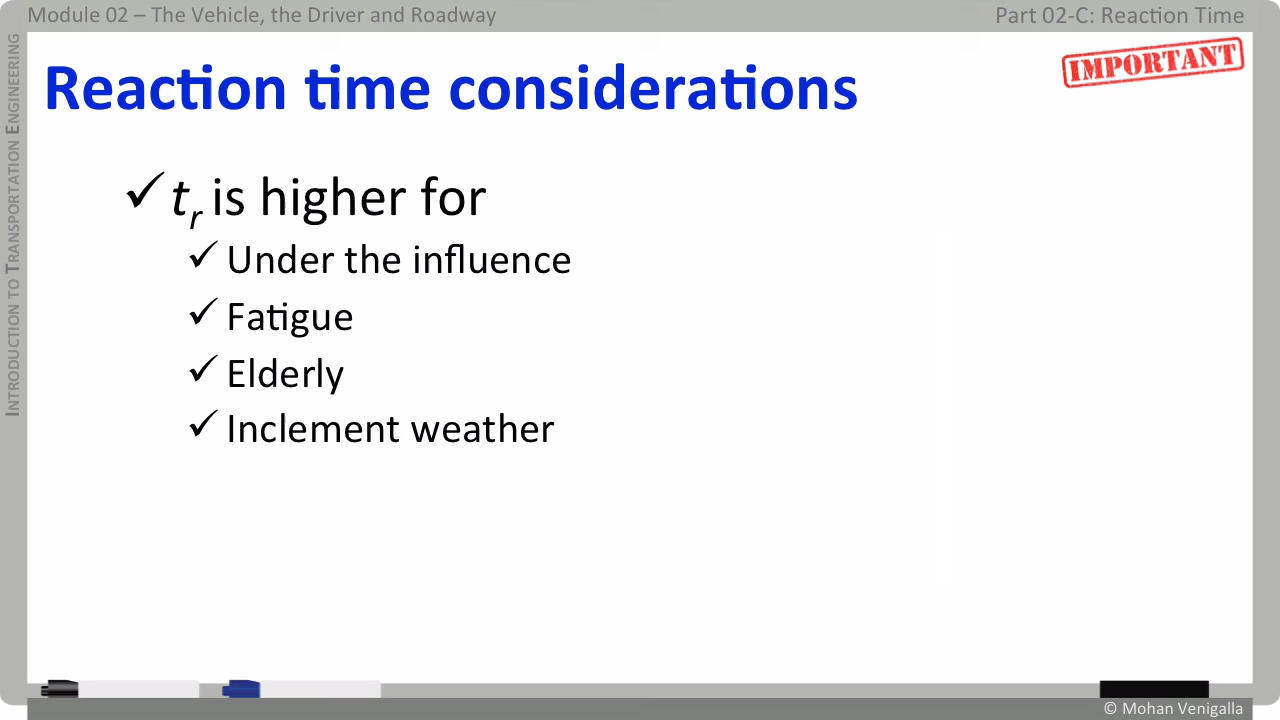 Module 02 – The Vehicle, the Driver and Roadway
Part 02-C: Reaction Time
INTRODUCTION TO TRANSPORTATION ENGINEERING
IMPORTANT
Reaction time considerations
✓ tr is higher for
✓ Under the influence
✓ Fatigue
✓ Elderly
✓ Inclement weather
© Mohan Venigalla